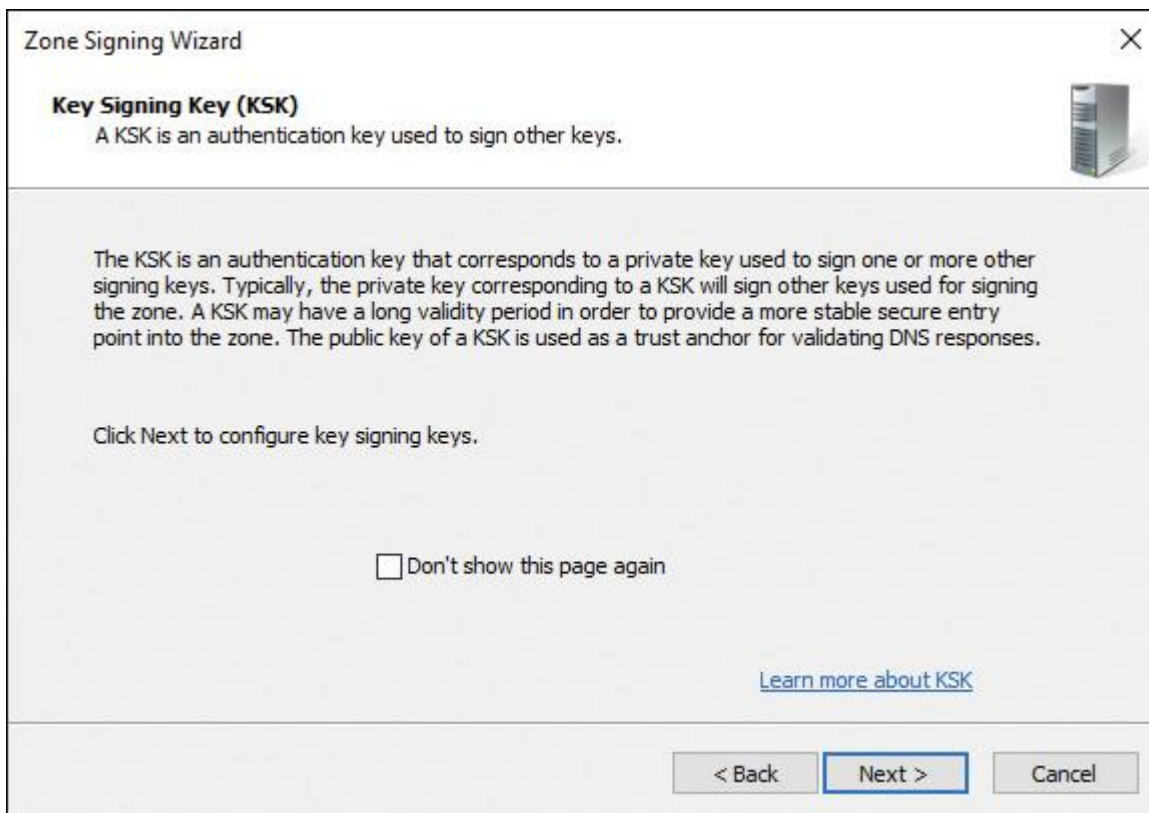 Zone Signing Wizard
Key Signing Key (KSK)
A KSK is an authentication key used to sign other keys.
The KSK is an authentication key that corresponds to a private key used to sign one or more other
signing keys. Typically, the private key corresponding to a KSK will sign other keys used for signing
the zone. A KSK may have a long validity period in order to provide a more stable secure entry
point into the zone. The public key of a KSK is used as a trust anchor for validating DNS responses.
Click Next to configure key signing keys.
Don't show this page again
Learn more about KSK
< Back Next > Cancel